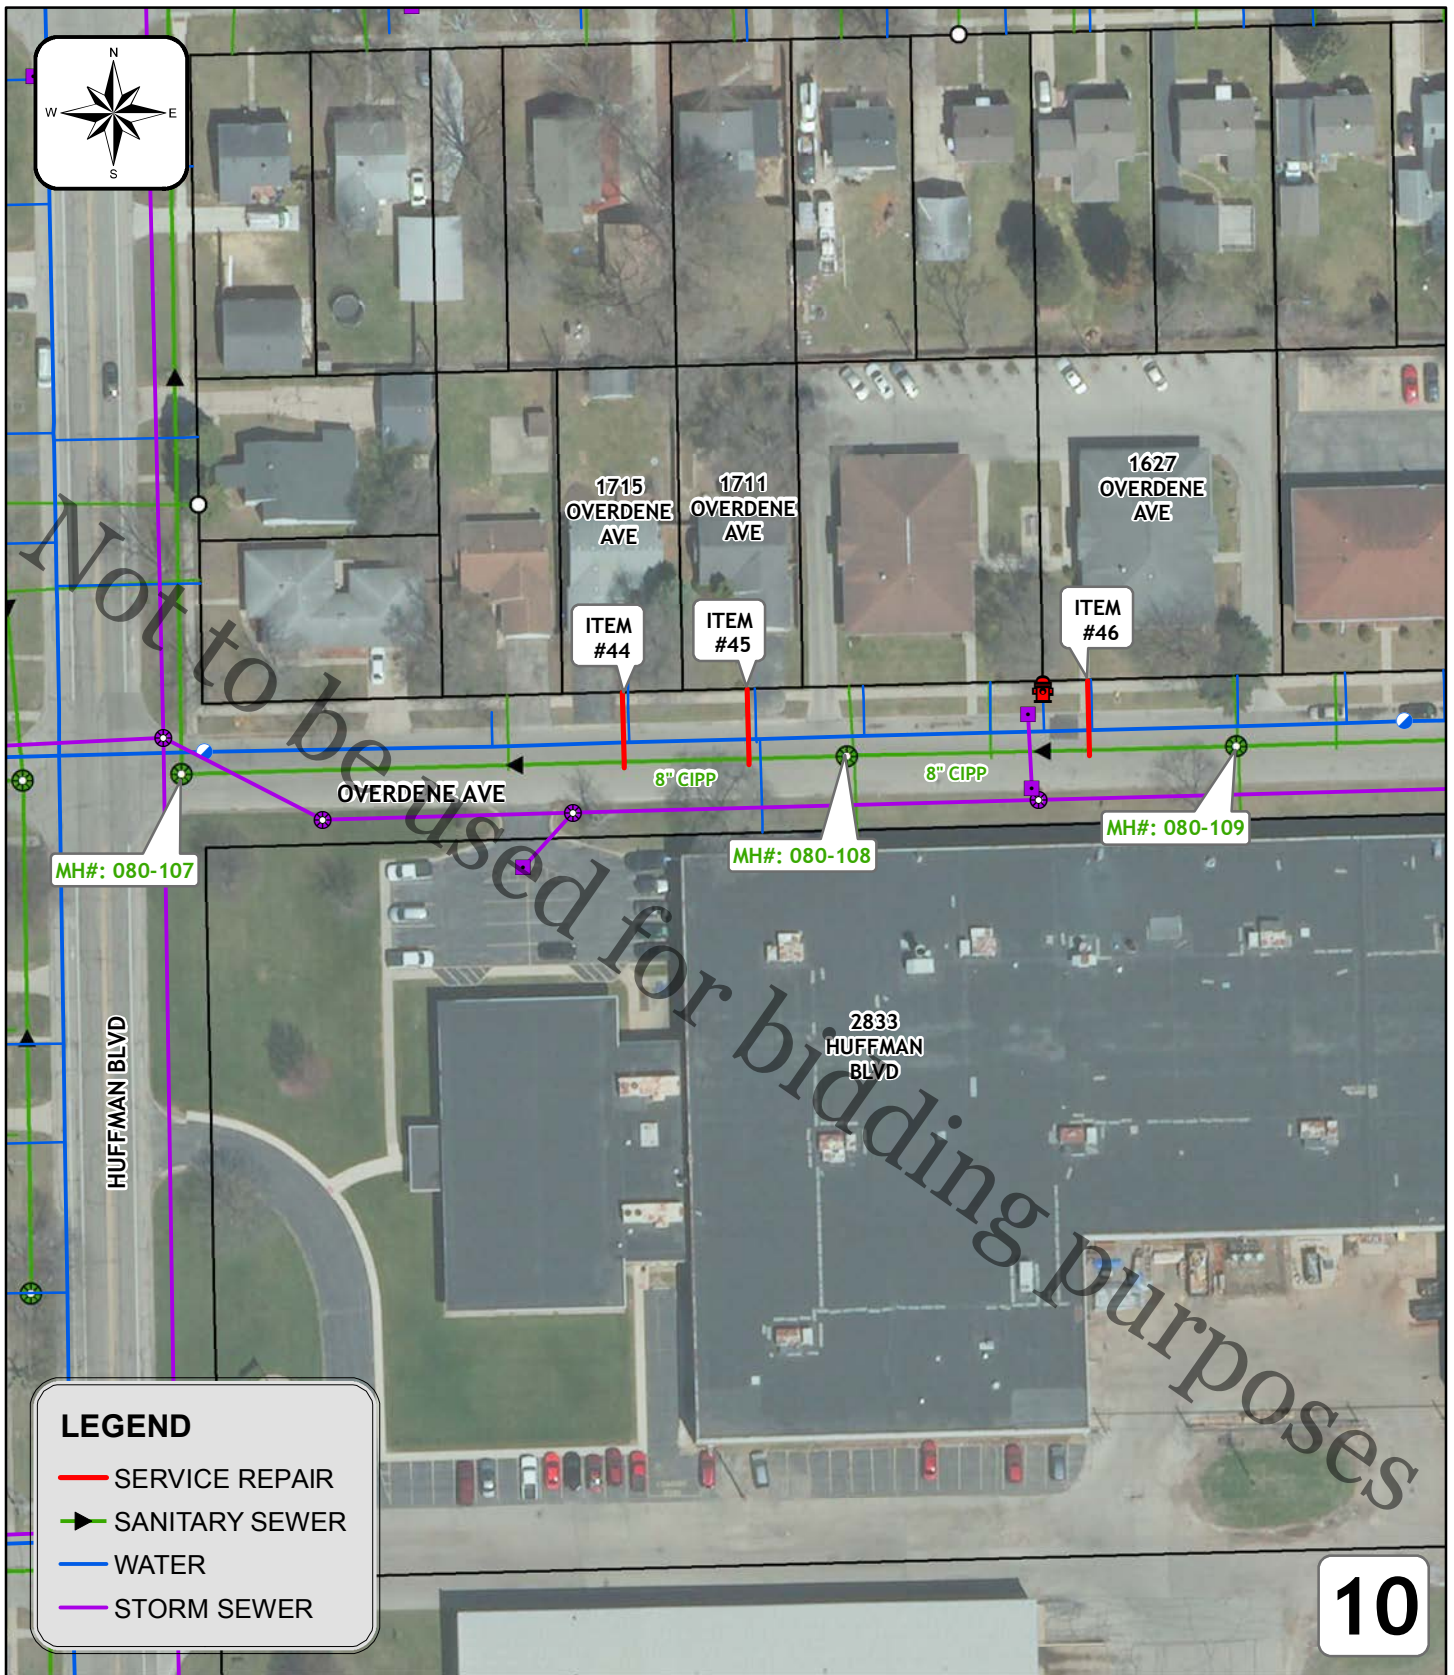 N
W E
S
1715
OVERDENE
AVE
1711
OVERDENE
AVE
1627
OVERDENE
AVE
ITEM
#44
ITEM
#45
ITEM
#46
8" CIPP
8" CIPP
OVERDENE AVE
MH#: 080-107
MH#: 080-108
MH#: 080-109
HUFFMAN BLVD
2833
HUFFMAN
BLVD
Not to be used for bidding purposes
LEGEND
SERVICE REPAIR
SANITARY SEWER
WATER
STORM SEWER
10